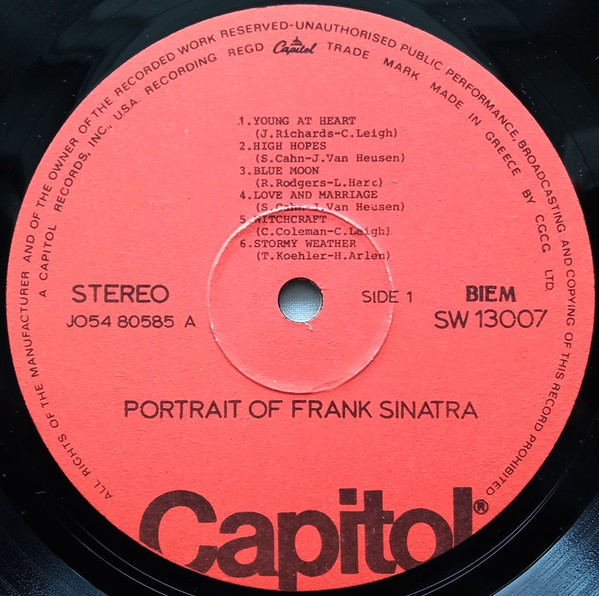 ALL RIGHTS OF THE MANUFACTURER AND OF THE OWNER OF THE RECORDED WORK RESERVED-UNAUTHORISED PUBLIC PERFORMANCE, BROADCASTING AND COPYING OF THIS RECORD PROHIBITED
A CAPITOL RECORDS, INC., U.S.A. RECORDING REGD Capitol TRADE MARK MADE IN GREECE BY CGCG LTD.
1.YOUNG AT HEART
(J.Richards-C.Leigh)
2.HIGH HOPES
(S.Cahn-J.Van Heusen)
3.BLUE MOON
(R.Rodgers-L.Harc)
4.LOVE AND MARRIAGE
(S.Cahn-J.Van Heusen)
5.WITCHCRAFT
(C.Coleman-C.Leigh)
6.STORMY WEATHER
(T.Koehler-H.Arlen)
STEREO SIDE 1 BIEM
J054 80585 A SW 13007
PORTRAIT OF FRANK SINATRA
Capitol®